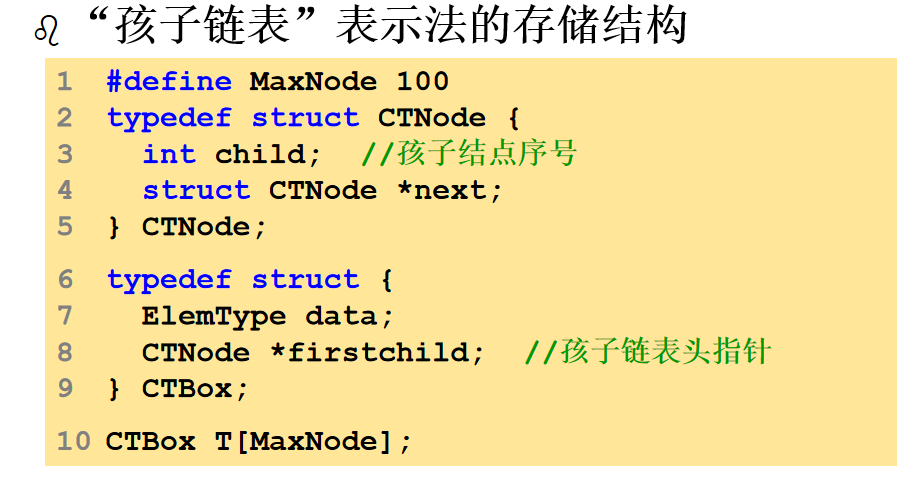 ♌ “孩子链表”表示法的存储结构
1 #define MaxNode 100
2 typedef struct CTNode {
3 int child; //孩子结点序号
4 struct CTNode *next;
5 } CTNode;
6 typedef struct {
7 ElemType data;
8 CTNode *firstchild; //孩子链表头指针
9 } CTBox;
10 CTBox T[MaxNode];